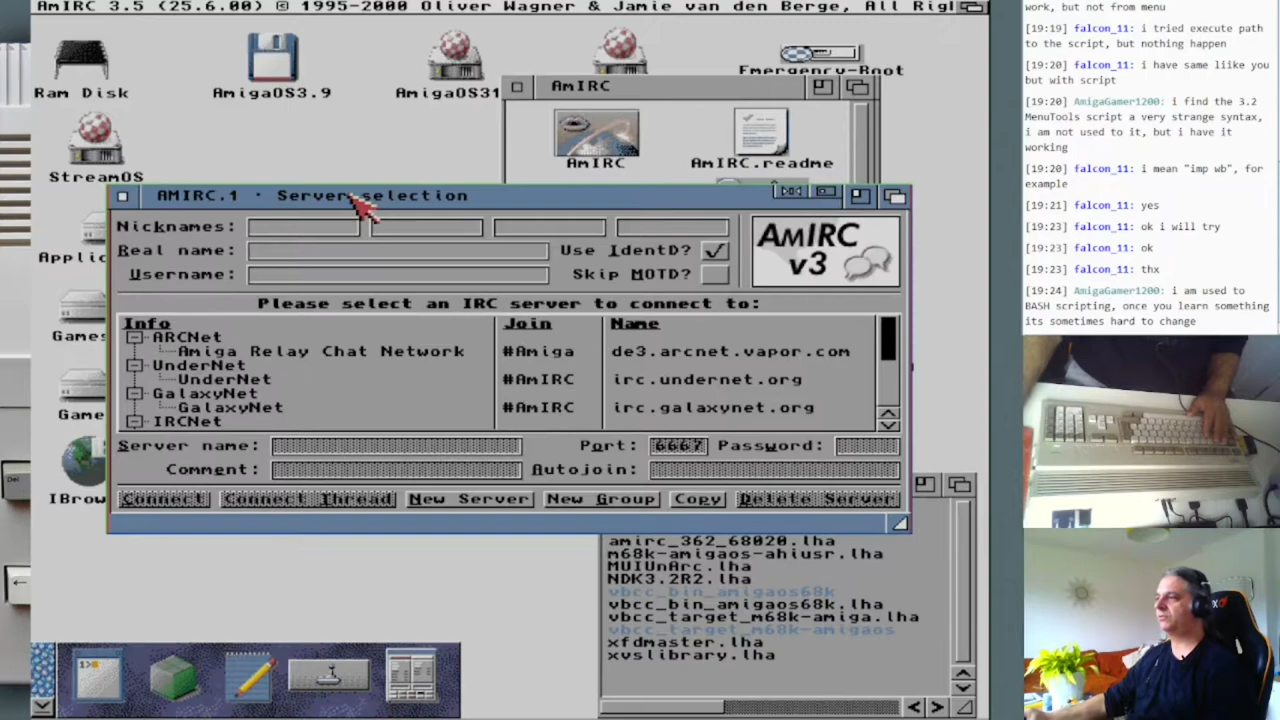 AmIRC 3.5 (25.6.00) © 1995-2000 Oliver Wagner & Jamie van den Berge, All Rigl
Ram Disk
AmigaOS3.9
AmigaOS31
Emergency-Root
StreamOS
Applic
Games
Game
IBrow
AmIRC
AmIRC
AmIRC.readme
AMIRC.1 · Server selection
Nicknames:
Real name:
Use IdentD?
Username:
Skip MOTD?
AmIRC
v3
Please select an IRC server to connect to:
Info Join Name
ARCNet
Amiga Relay Chat Network #Amiga de3.arcnet.vapor.com
UnderNet
UnderNet #AmIRC irc.undernet.org
GalaxyNet
GalaxyNet #AmIRC irc.galaxynet.org
IRCNet
Server name: Port: 6667 Password:
Comment: Autojoin:
Connect Connect Thread New Server New Group Copy Delete Server
amirc_362_68020.lha
m68k-amigaos-ahiusr.lha
MUIUnArc.lha
NDK3.2R2.lha
vbcc_bin_amigaos68k
vbcc_bin_amigaos68k.lha
vbcc_target_m68k-amiga.lha
vbcc_target_m68k-amigaos
xfdmaster.lha
xvslibrary.lha
1>
Del
work, but not from menu
[19:19] falcon_11: i tried execute path
to the script, but nothing happen
[19:20] falcon_11: i have same liike you
but with script
[19:20] AmigaGamer1200: i find the 3.2
MenuTools script a very strange syntax,
i am not used to it, but i have it
working
[19:20] falcon_11: i mean "imp wb", for
example
[19:21] falcon_11: yes
[19:23] falcon_11: ok i will try
[19:23] falcon_11: ok
[19:23] falcon_11: thx
[19:24] AmigaGamer1200: i am used to
BASH scripting, once you learn something
its sometimes hard to change